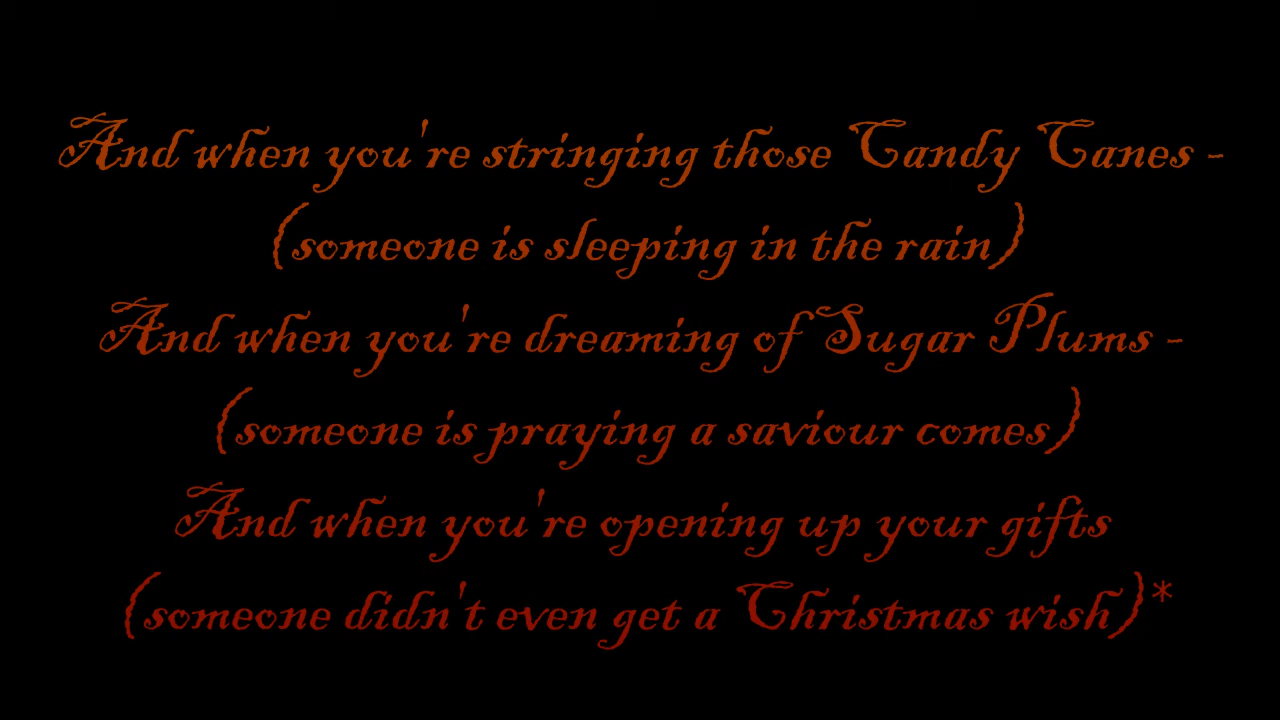 And when you're stringing those Candy Canes -
(someone is sleeping in the rain)
And when you're dreaming of Sugar Plums -
(someone is praying a saviour comes)
And when you're opening up your gifts
(someone didn't even get a Christmas wish)*